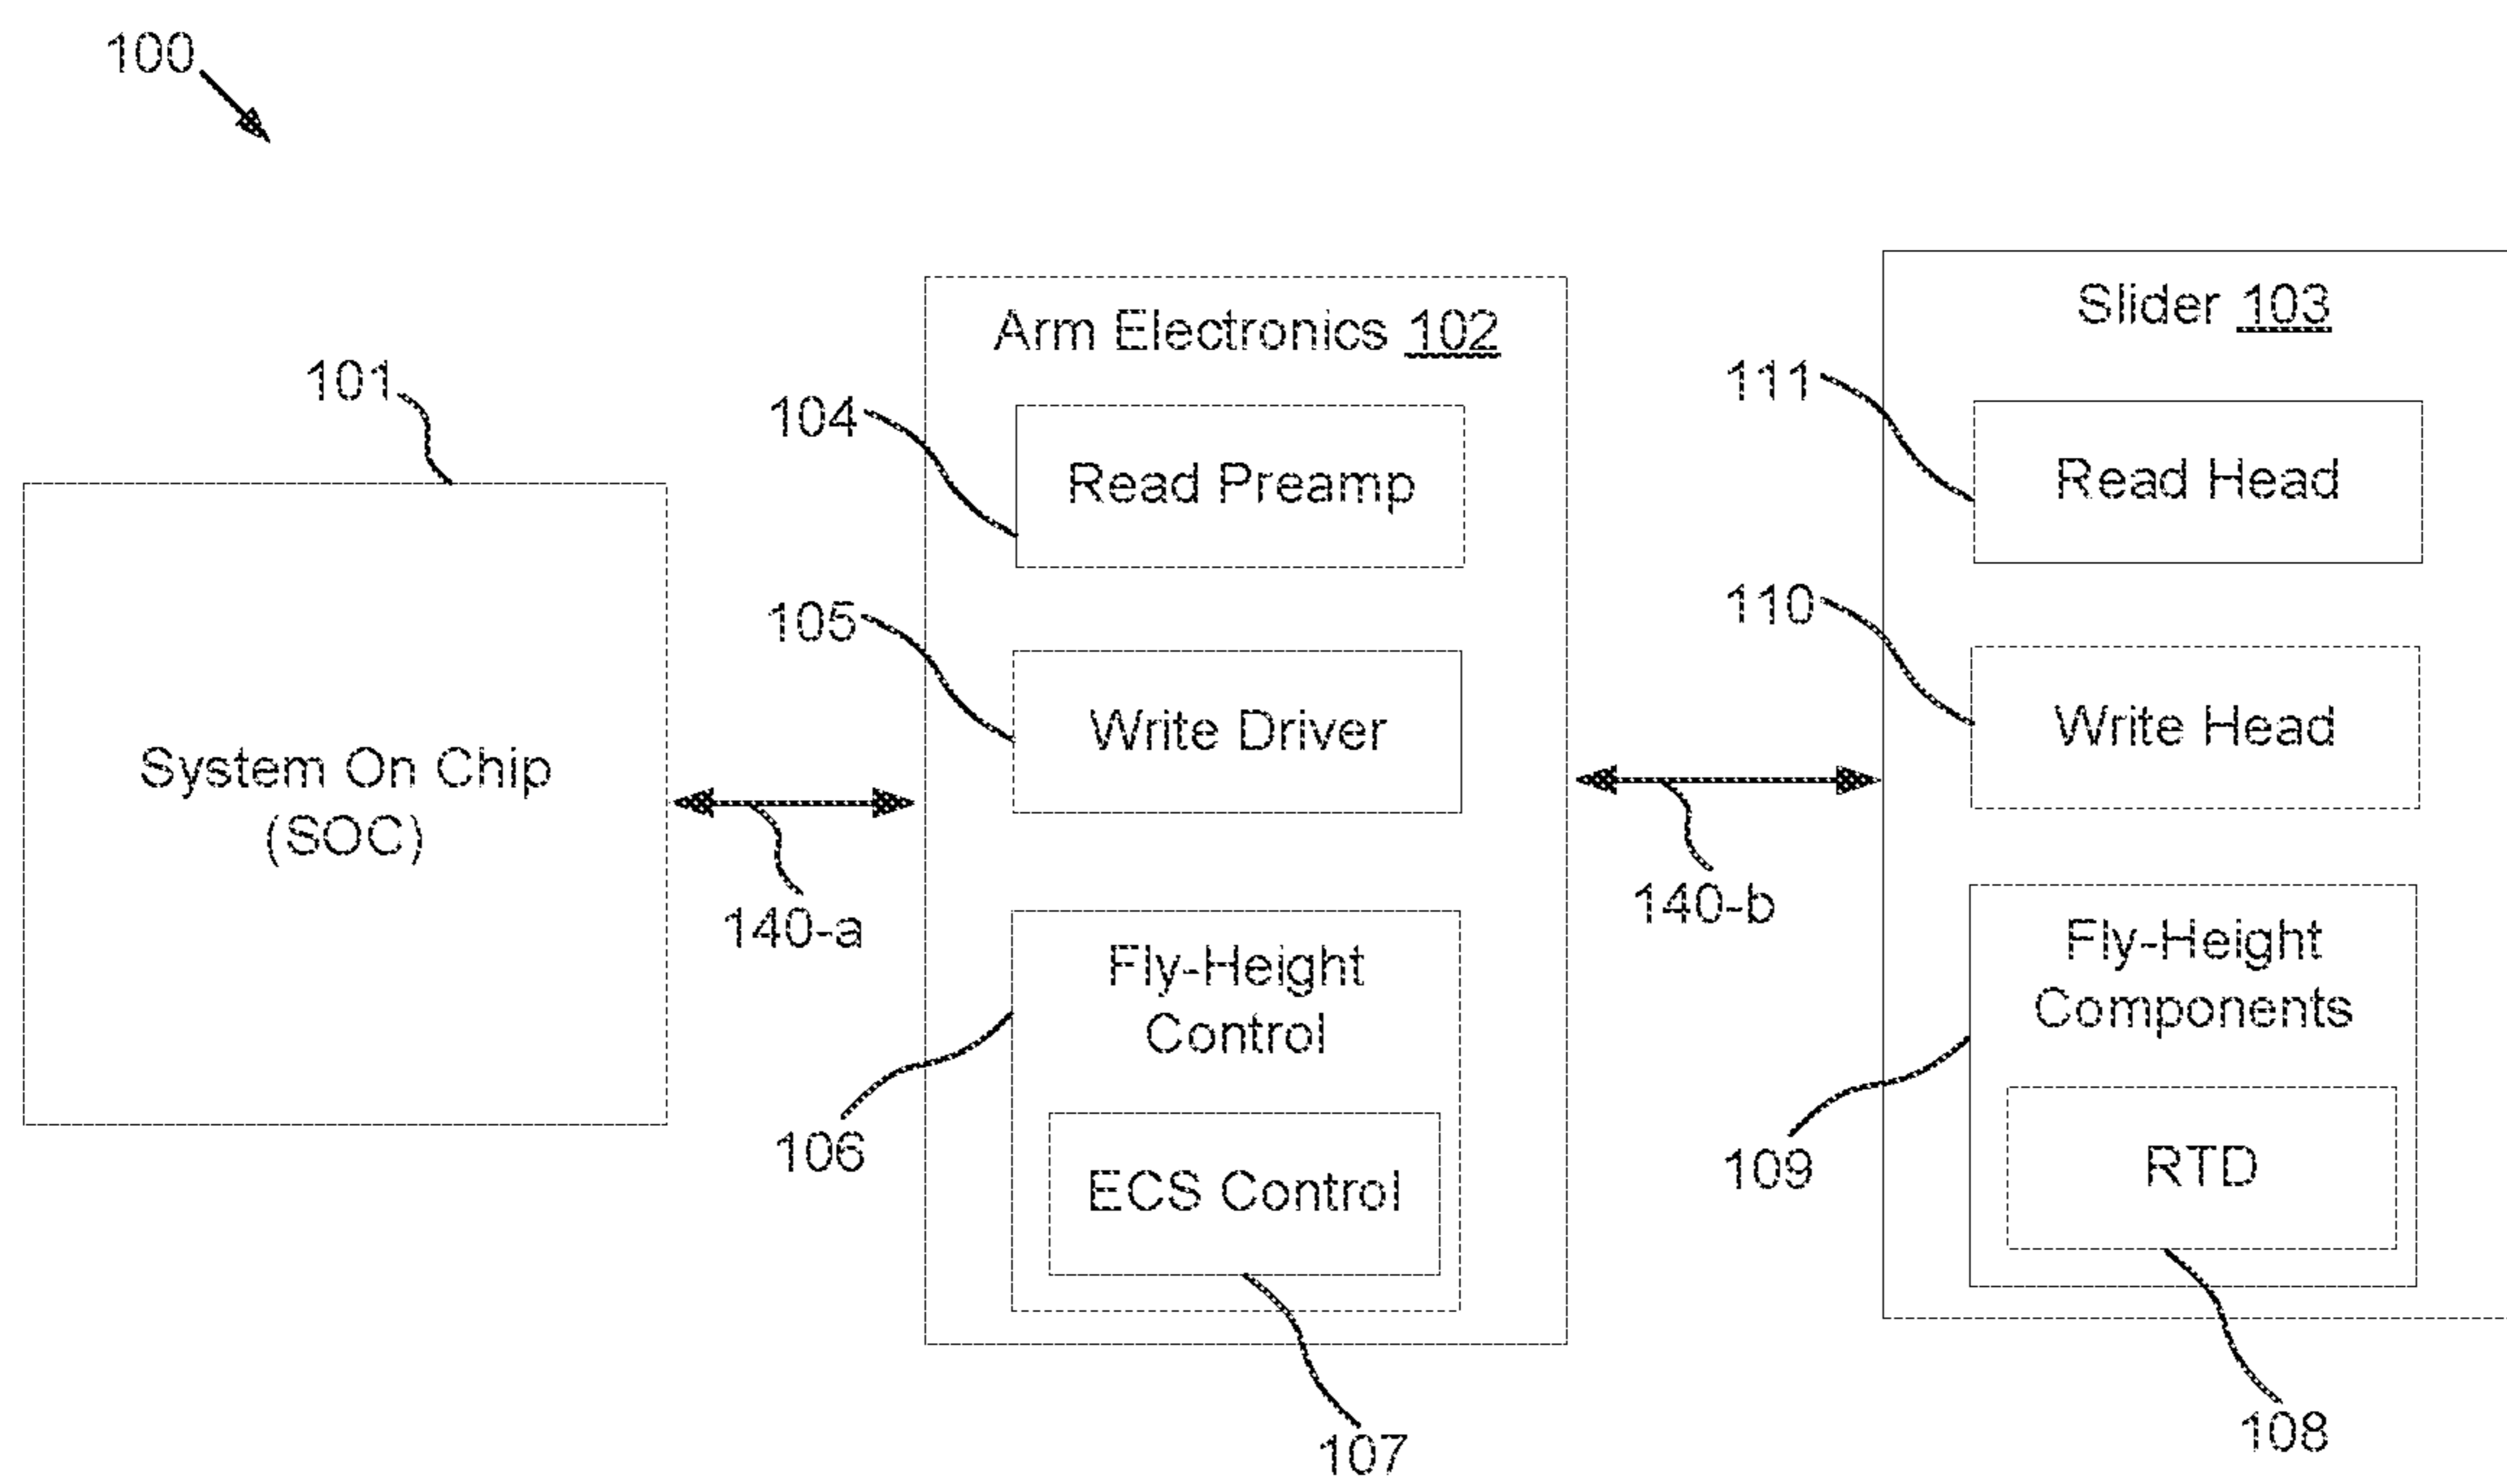 100
101
System On Chip
(SOC)
140-a
Arm Electronics 102
104
Read Preamp
105
Write Driver
106
Fly-Height
Control
ECS Control
107
140-b
Slider 103
111
Read Head
110
Write Head
109
Fly-Height
Components
RTD
108